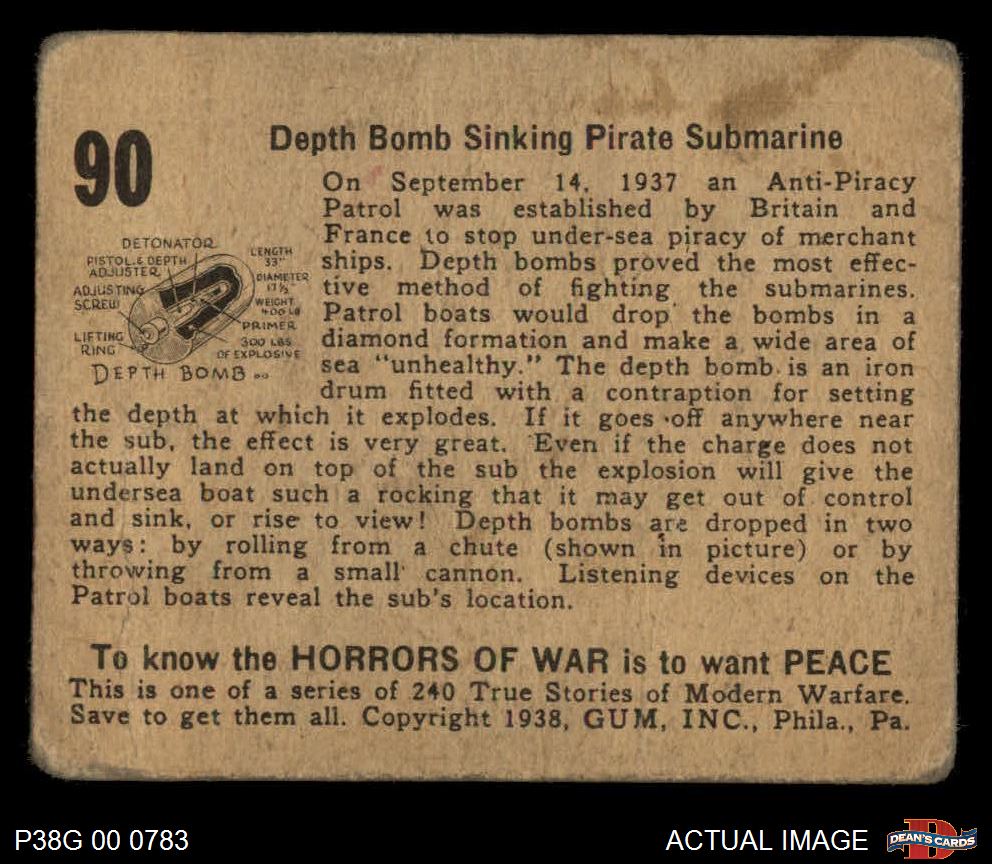 90
Depth Bomb Sinking Pirate Submarine
On September 14, 1937 an Anti-Piracy
Patrol was established by Britain and
France to stop under-sea piracy of merchant
ships. Depth bombs proved the most effec-
tive method of fighting the submarines.
Patrol boats would drop the bombs in a
diamond formation and make a wide area of
sea "unhealthy." The depth bomb is an iron
drum fitted with a contraption for setting
the depth at which it explodes. If it goes off anywhere near
the sub, the effect is very great. Even if the charge does not
actually land on top of the sub the explosion will give the
undersea boat such a rocking that it may get out of control
and sink, or rise to view! Depth bombs are dropped in two
ways: by rolling from a chute (shown in picture) or by
throwing from a small cannon. Listening devices on the
Patrol boats reveal the sub's location.
DETONATOR
PISTOL & DEPTH
ADJUSTER
ADJUSTING
SCREW
LIFTING
RING
LENGTH
33"
DIAMETER
17½
WEIGHT
400 LB
PRIMER
300 LBS
OF EXPLOSIVE
DEPTH BOMB
To know the HORRORS OF WAR is to want PEACE
This is one of a series of 240 True Stories of Modern Warfare.
Save to get them all. Copyright 1938, GUM, INC., Phila., Pa.
P38G 00 0783
ACTUAL IMAGE
DEAN'S CARDS